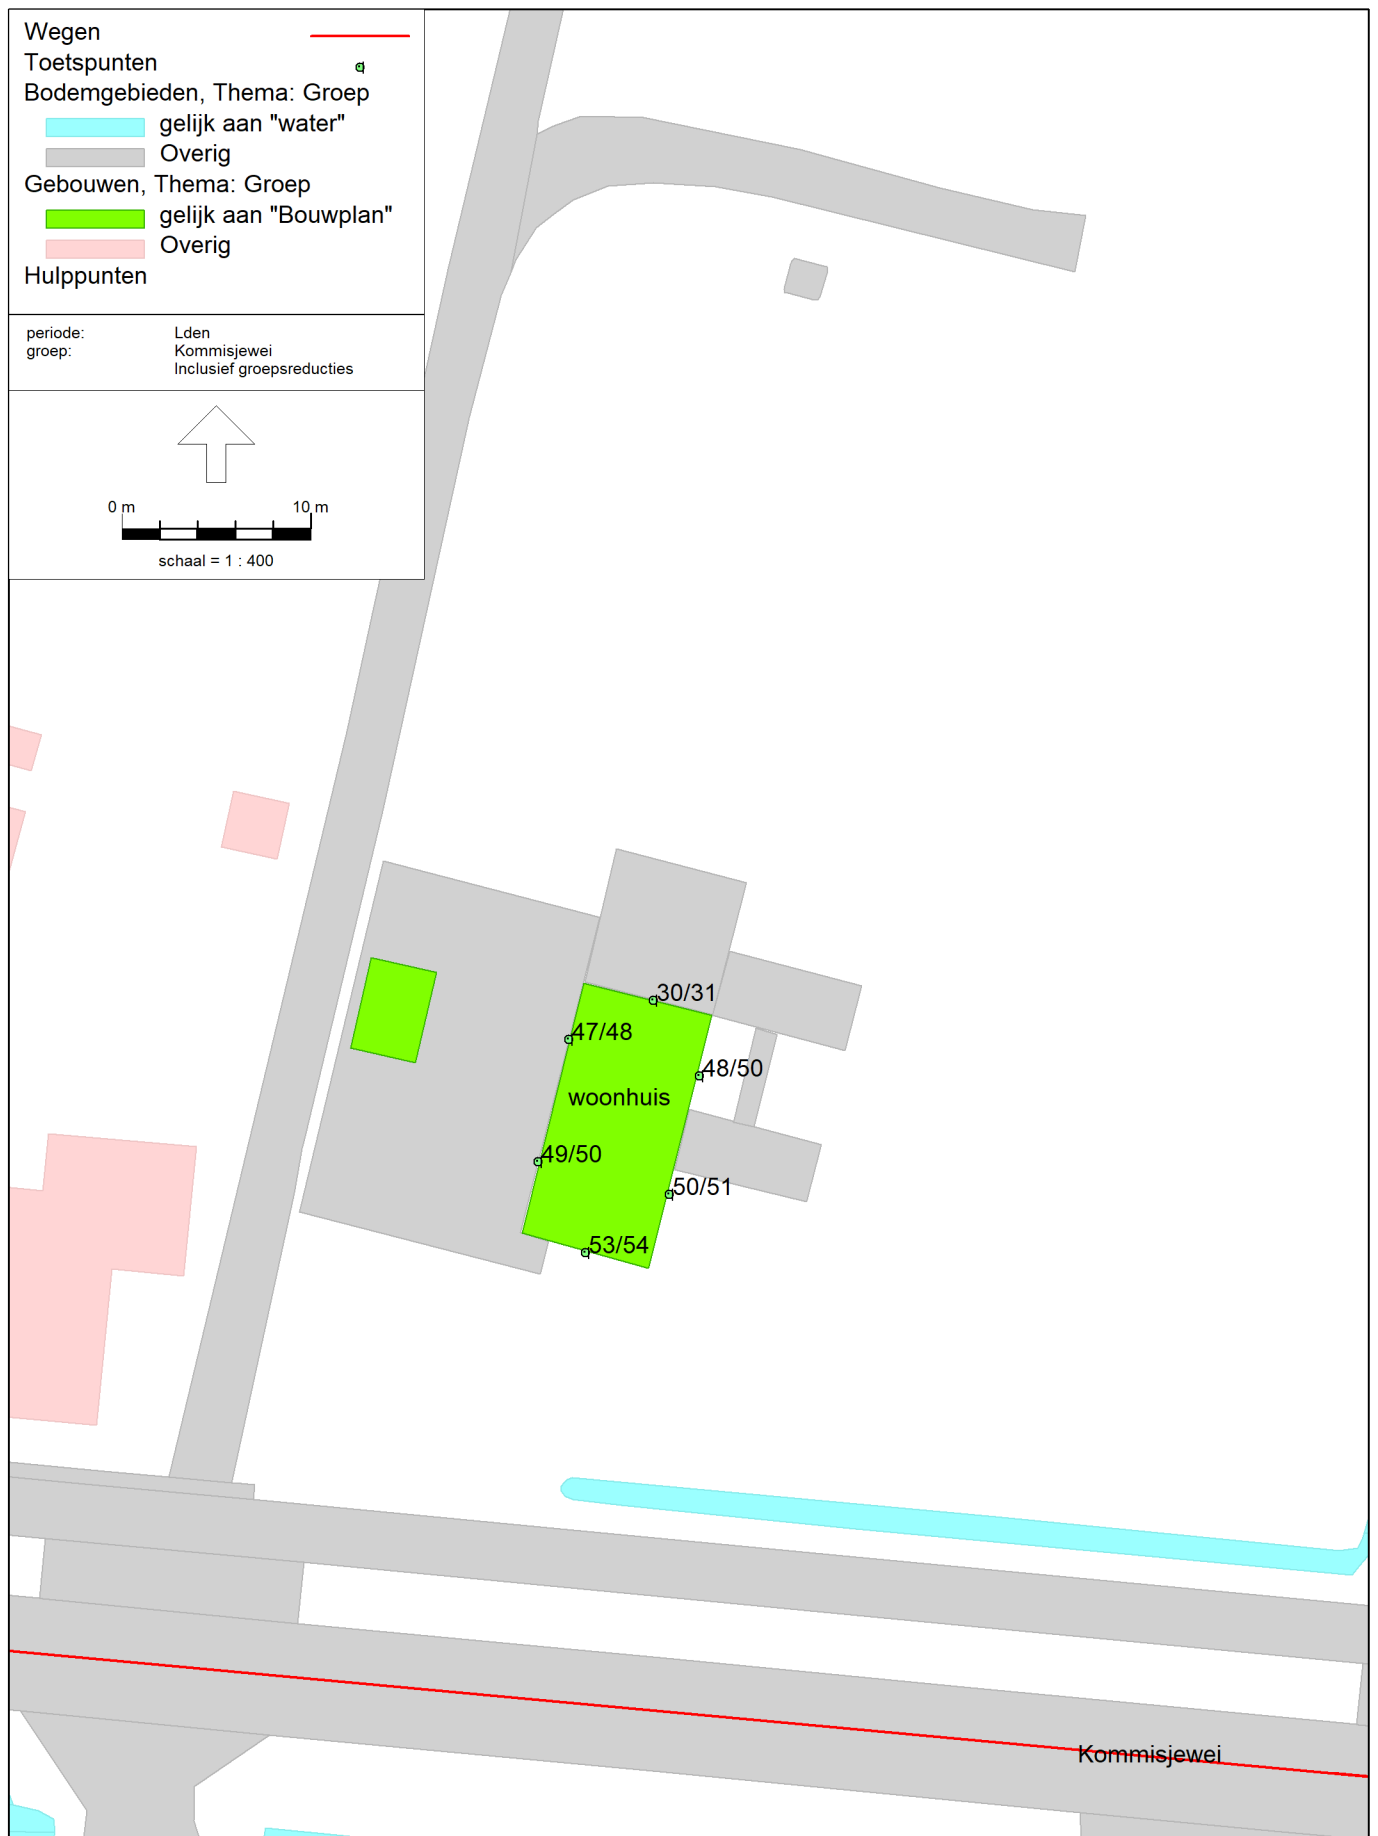 Wegen
Toetspunten
Bodemgebieden, Thema: Groep
gelijk aan "water"
Overig
Gebouwen, Thema: Groep
gelijk aan "Bouwplan"
Overig
Hulppunten
periode: Lden
groep: Kommisjewei
Inclusief groepsreducties
0 m 10 m
schaal = 1 : 400
30/31
47/48
48/50
woonhuis
49/50
50/51
53/54
Kommisjewei